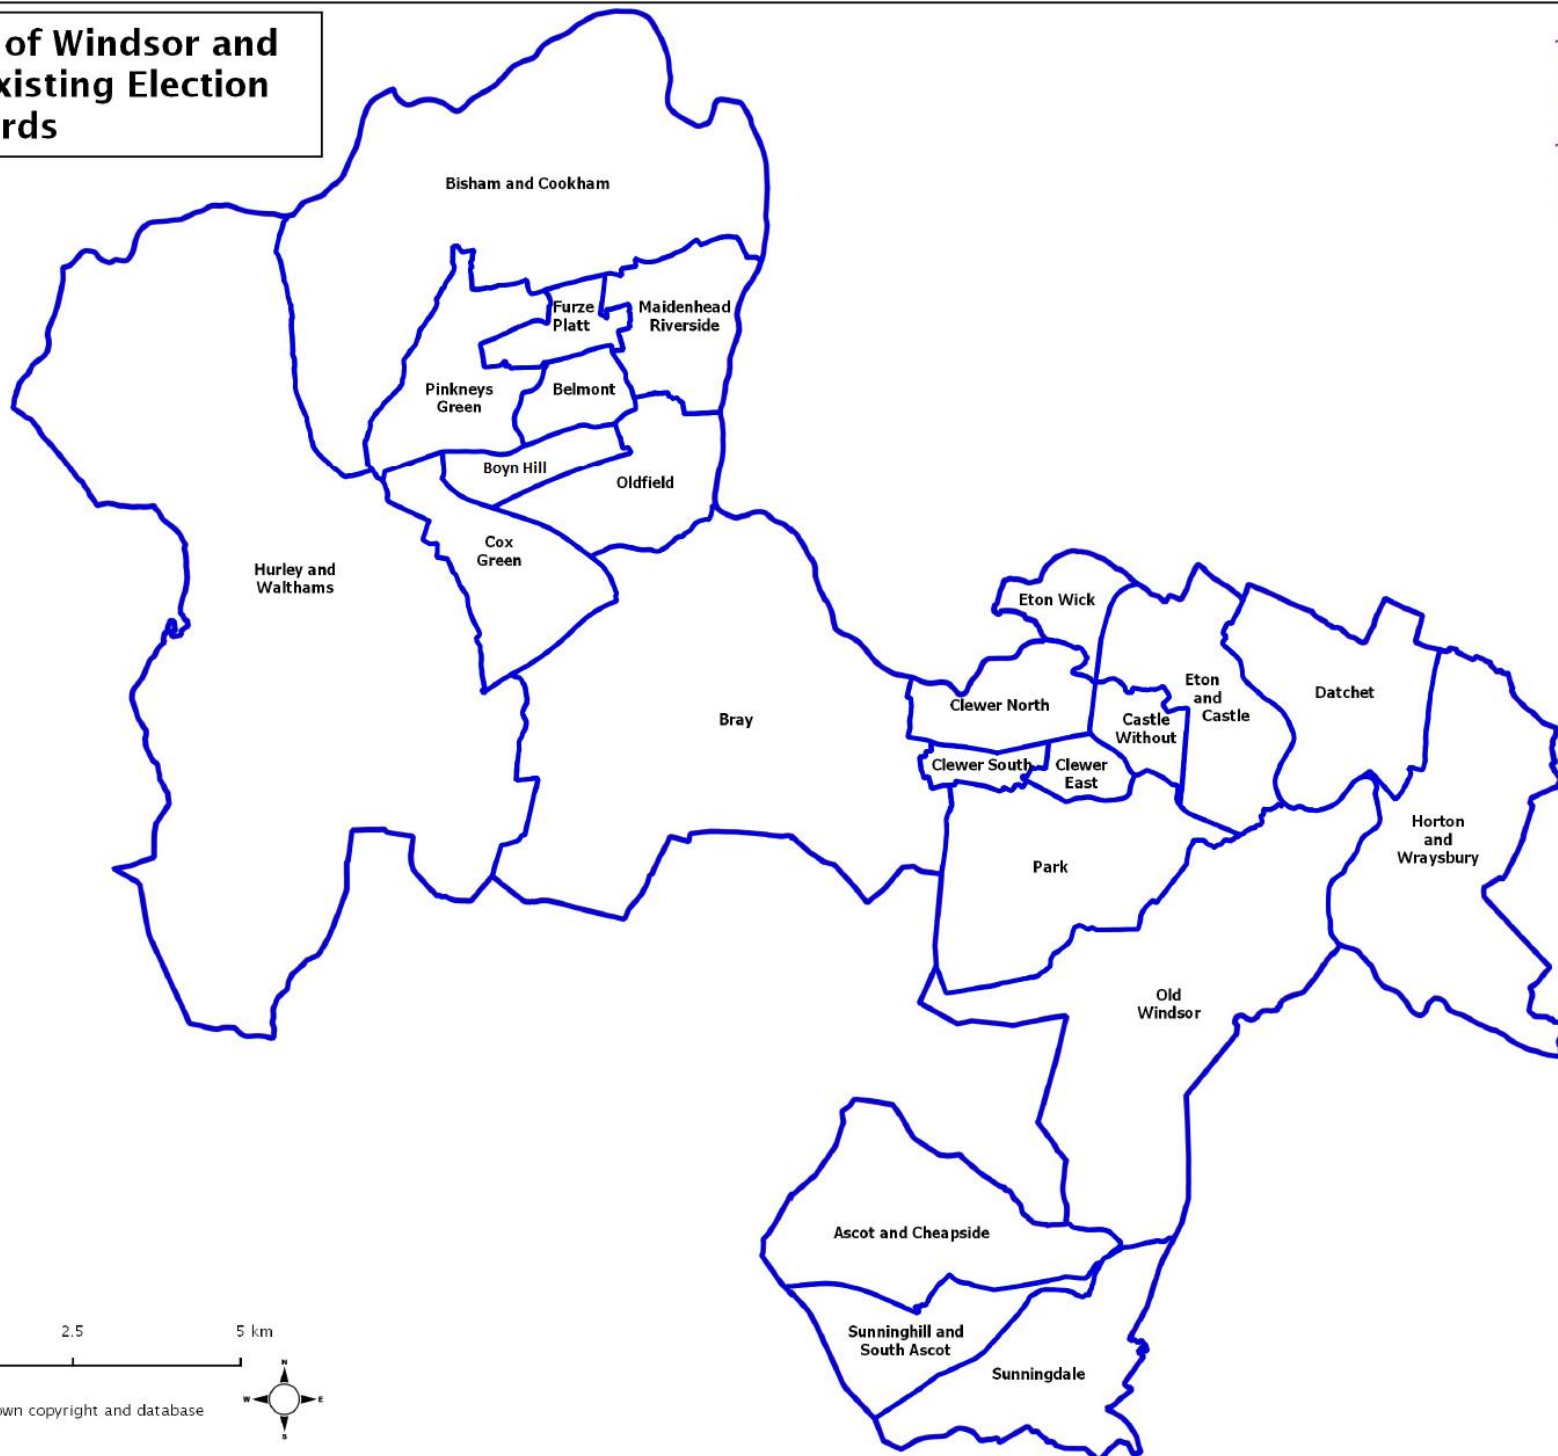 of Windsor and
xisting Election
rds
Bisham and Cookham
Furze
Platt
Maidenhead
Riverside
Pinkneys
Green
Belmont
Boyn Hill
Oldfield
Cox
Green
Hurley and
Walthams
Eton Wick
Eton
and
Castle
Datchet
Clewer North
Castle
Without
Bray
Clewer South
Clewer
East
Horton
and
Wraysbury
Park
Old
Windsor
Ascot and Cheapside
Sunninghill and
South Ascot
Sunningdale
2.5 5 km
N
W E
S
own copyright and database